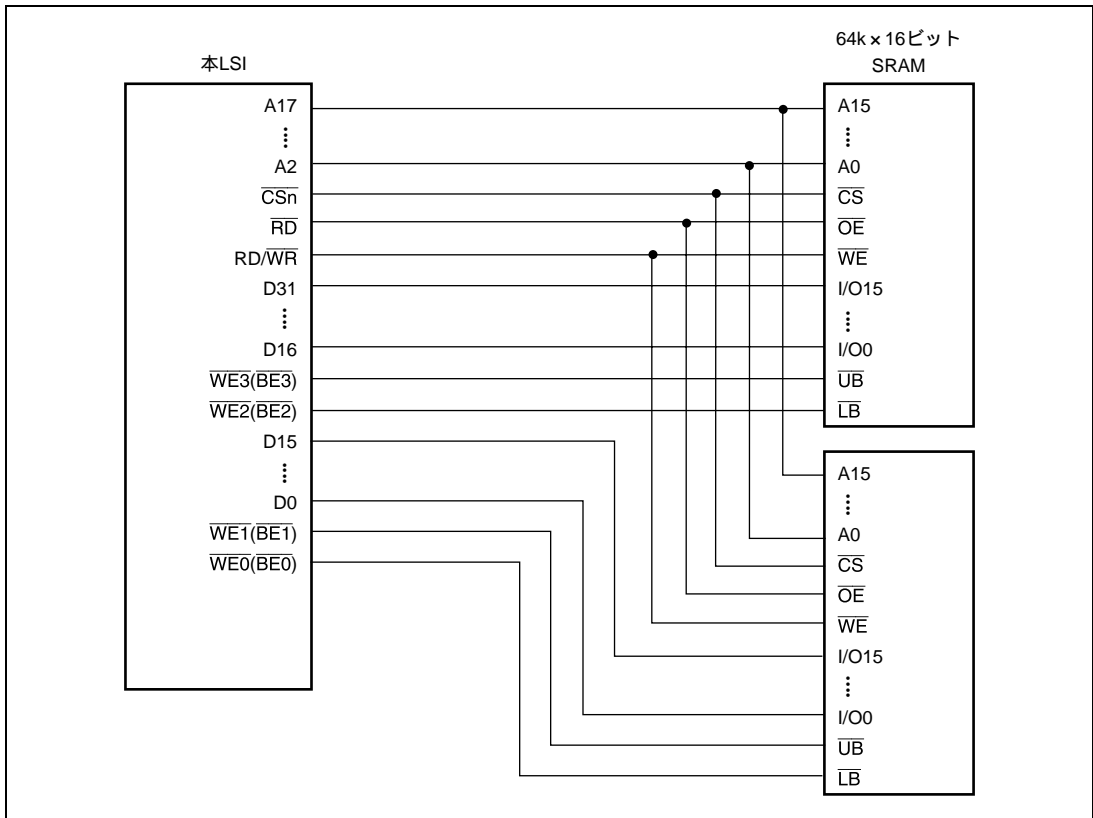 本LSI
A17
A2
CSn
RD
RD/WR
D31
D16
WE3(BE3)
WE2(BE2)
D15
D0
WE1(BE1)
WE0(BE0)
64k×16ビット
SRAM
A15
A0
CS
OE
WE
I/O15
I/O0
UB
LB
A15
A0
CS
OE
WE
I/O15
I/O0
UB
LB